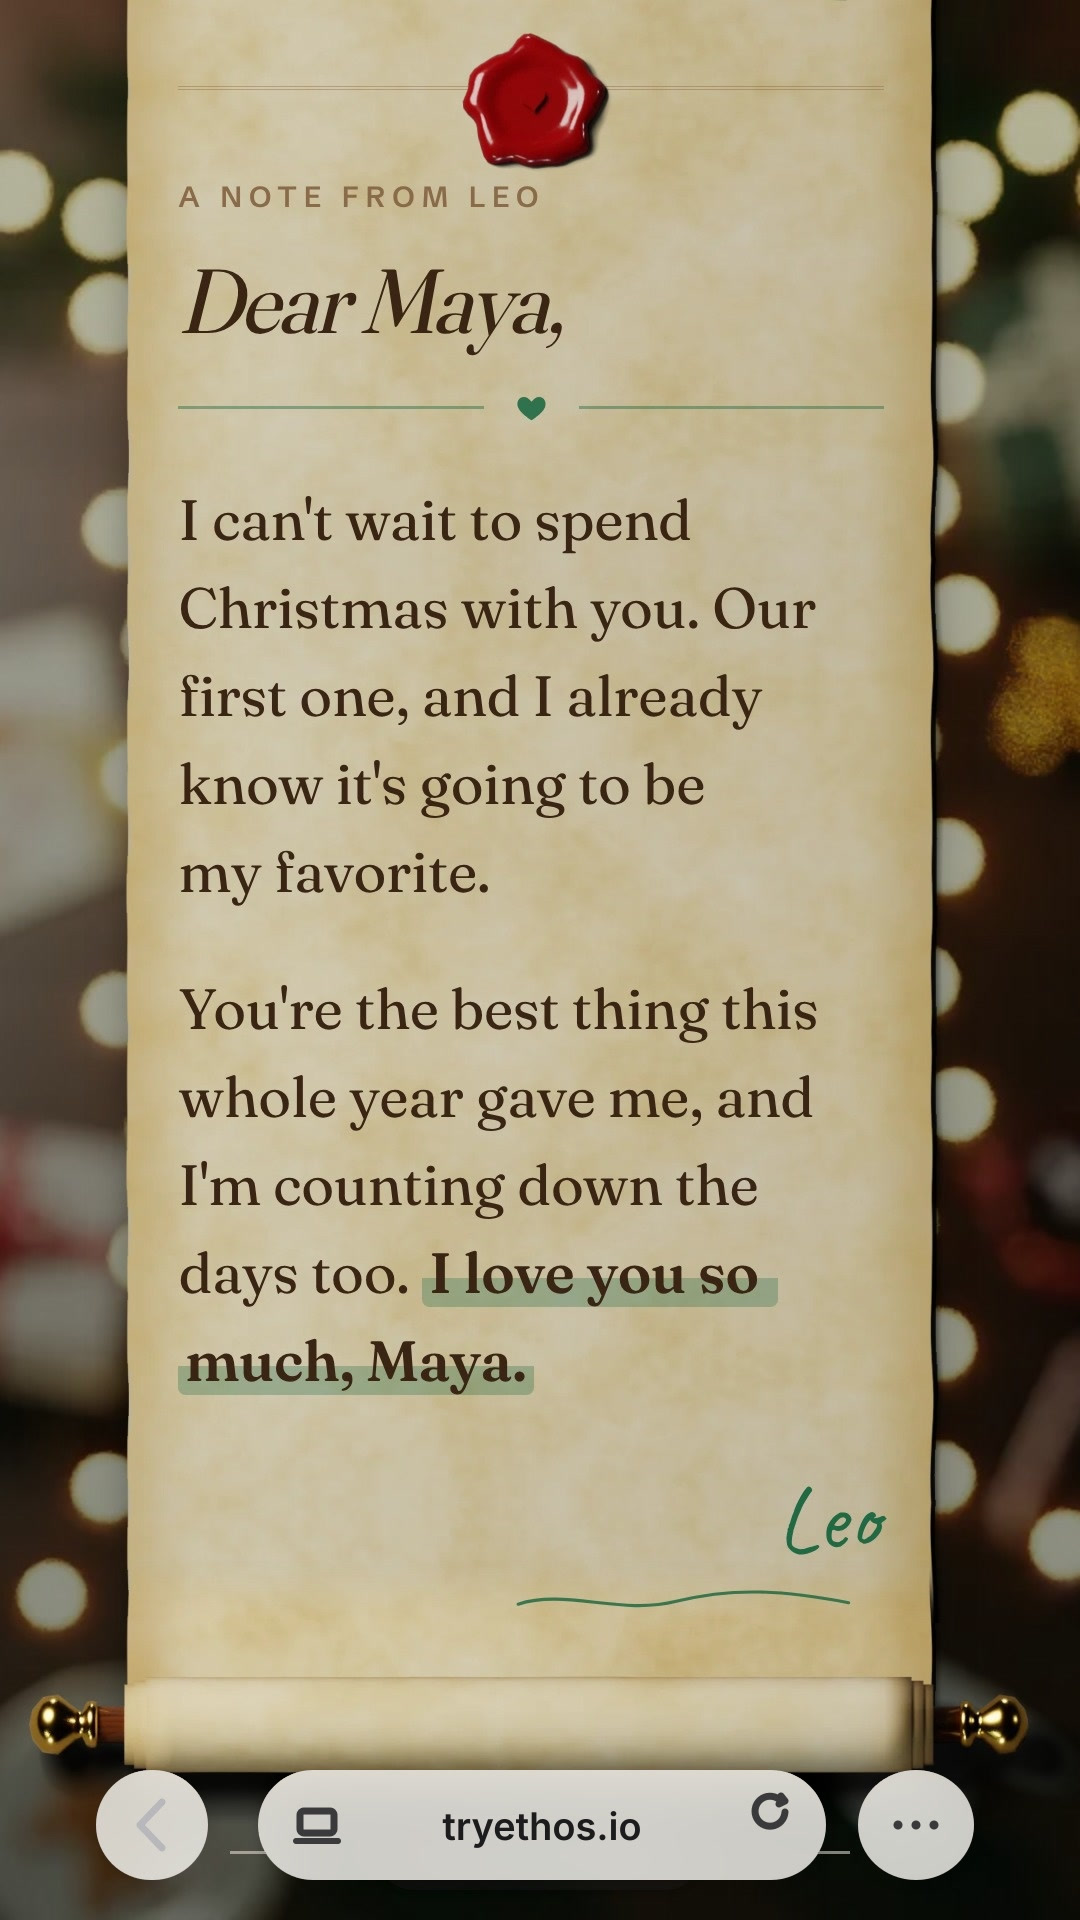 A NOTE FROM LEO
Dear Maya,
I can't wait to spend
Christmas with you. Our
first one, and I already
know it's going to be
my favorite.
You're the best thing this
whole year gave me, and
I'm counting down the
days too. I love you so
much, Maya.
Leo
tryethos.io